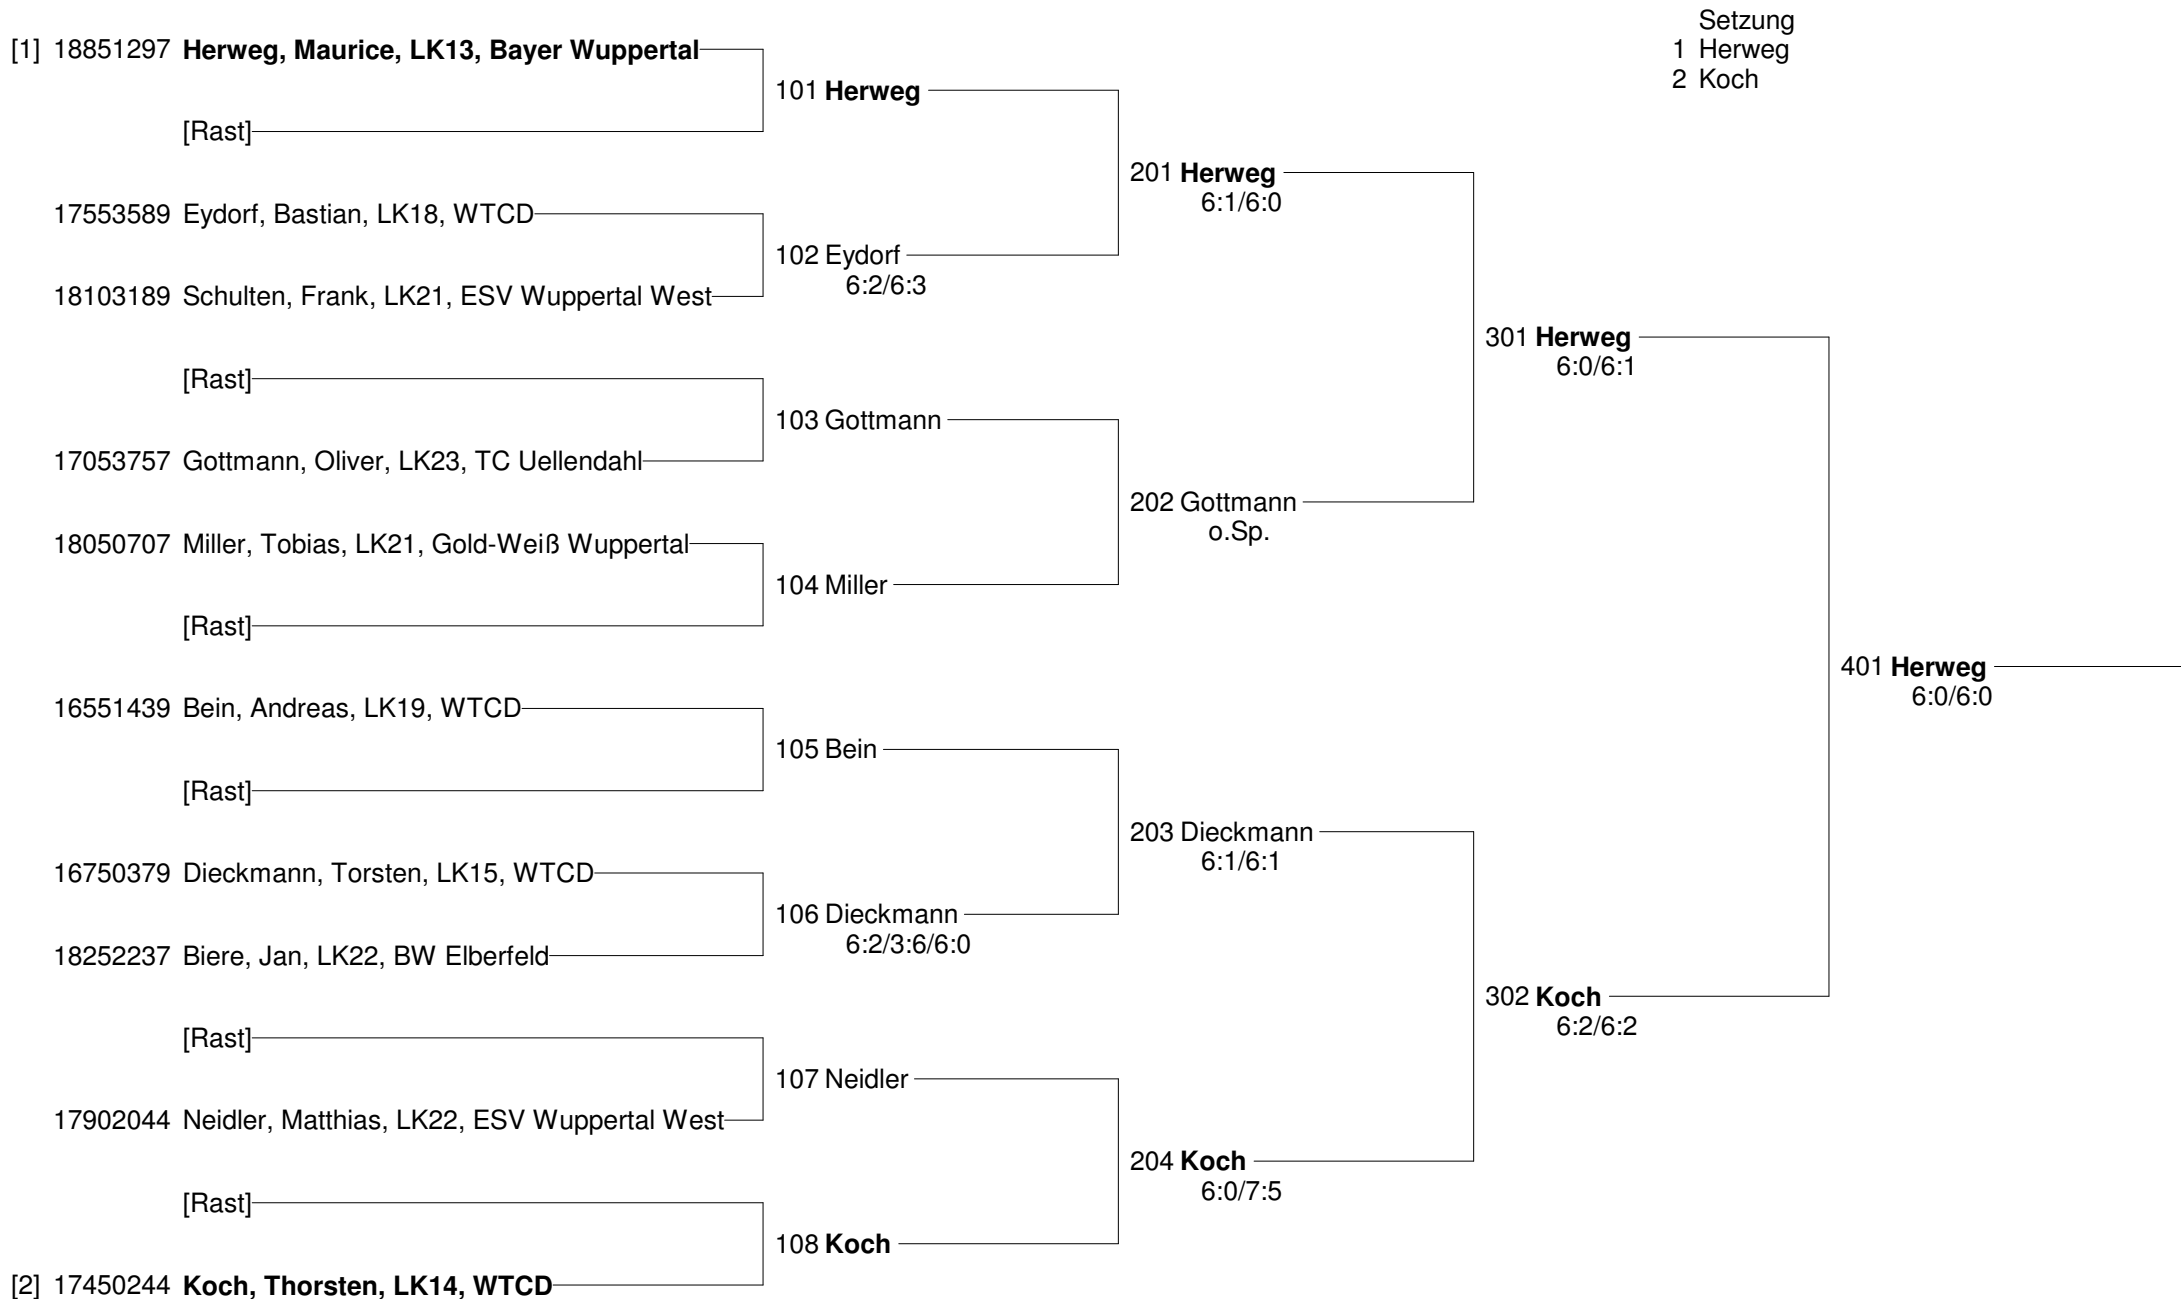 Setzung
1 Herweg
2 Koch
[1] 18851297 Herweg, Maurice, LK13, Bayer Wuppertal
[Rast]
17553589 Eydorf, Bastian, LK18, WTCD
18103189 Schulten, Frank, LK21, ESV Wuppertal West
[Rast]
17053757 Gottmann, Oliver, LK23, TC Uellendahl
18050707 Miller, Tobias, LK21, Gold-Weiß Wuppertal
[Rast]
16551439 Bein, Andreas, LK19, WTCD
[Rast]
16750379 Dieckmann, Torsten, LK15, WTCD
18252237 Biere, Jan, LK22, BW Elberfeld
[Rast]
17902044 Neidler, Matthias, LK22, ESV Wuppertal West
[Rast]
[2] 17450244 Koch, Thorsten, LK14, WTCD
101 Herweg
102 Eydorf
6:2/6:3
103 Gottmann
104 Miller
105 Bein
106 Dieckmann
6:2/3:6/6:0
107 Neidler
108 Koch
201 Herweg
6:1/6:0
202 Gottmann
o.Sp.
203 Dieckmann
6:1/6:1
204 Koch
6:0/7:5
301 Herweg
6:0/6:1
302 Koch
6:2/6:2
401 Herweg
6:0/6:0